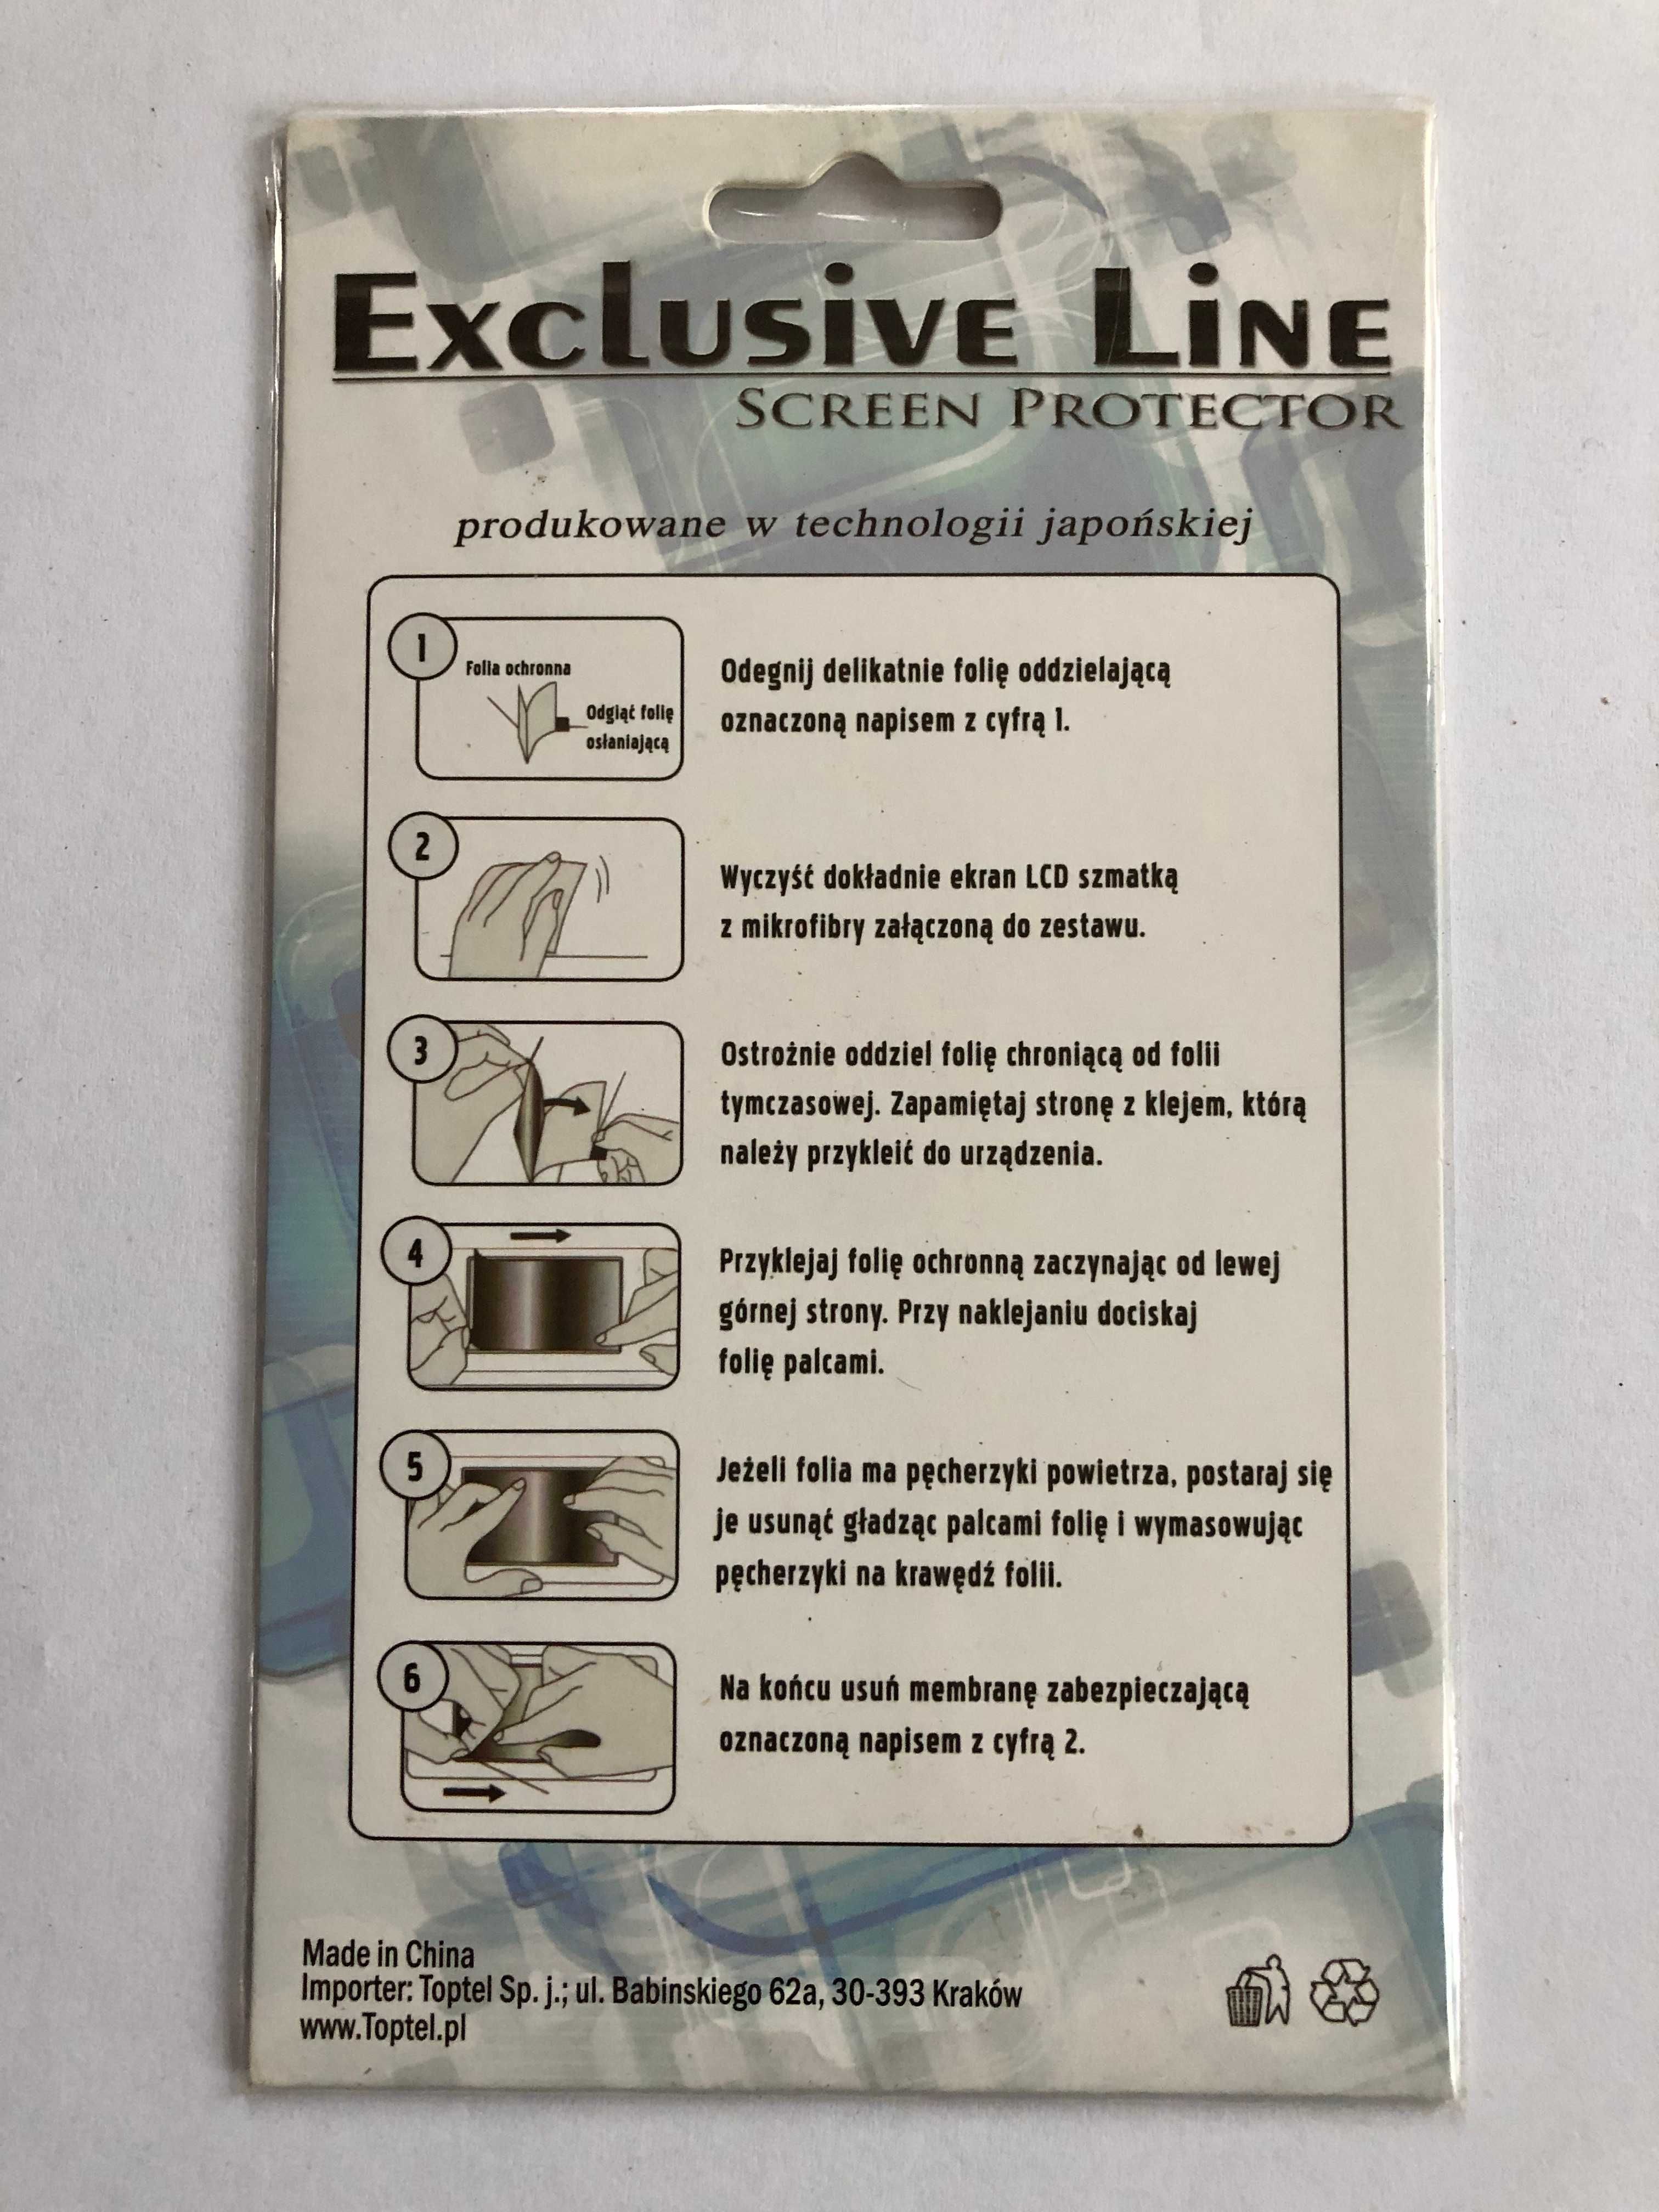 Exclusive Line
Screen Protector
produkowane w technologii japońskiej
1
Folia ochronna
Odgiąć folię
osłaniającą
Odegnij delikatnie folię oddzielającą
oznaczoną napisem z cyfrą 1.
2
Wyczyść dokładnie ekran LCD szmatką
z mikrofibry załączoną do zestawu.
3
Ostrożnie oddziel folię chroniącą od folii
tymczasowej. Zapamiętaj stronę z klejem, którą
należy przykleić do urządzenia.
4
Przyklejaj folię ochronną zaczynając od lewej
górnej strony. Przy naklejaniu dociskaj
folię palcami.
5
Jeżeli folia ma pęcherzyki powietrza, postaraj się
je usunąć gładząc palcami folię i wymasowując
pęcherzyki na krawędź folii.
6
Na końcu usuń membranę zabezpieczającą
oznaczoną napisem z cyfrą 2.
Made in China
Importer: Toptel Sp. j.; ul. Babinskiego 62a, 30-393 Kraków
www.Toptel.pl